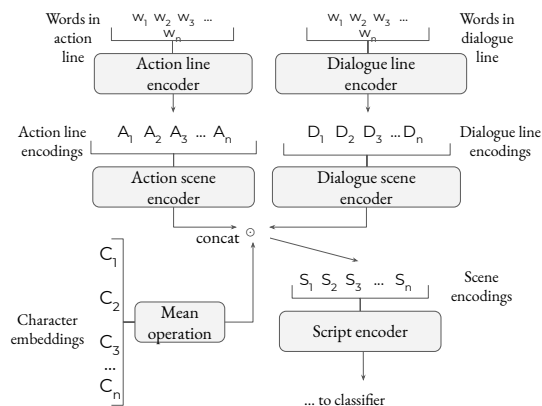 Words in
action
line
w1 w2 w3 ...
wn
w1 w2 w3 ...
wn
Words in
dialogue
line
Action line
encoder
Dialogue line
encoder
Action line
encodings
A1 A2 A3 ... An
D1 D2 D3 ... Dn
Dialogue line
encodings
Action scene
encoder
Dialogue scene
encoder
concat ⊙
C1
C2
C3
...
Cn
Character
embeddings
Mean
operation
S1 S2 S3 ... Sn
Scene
encodings
Script encoder
... to classifier